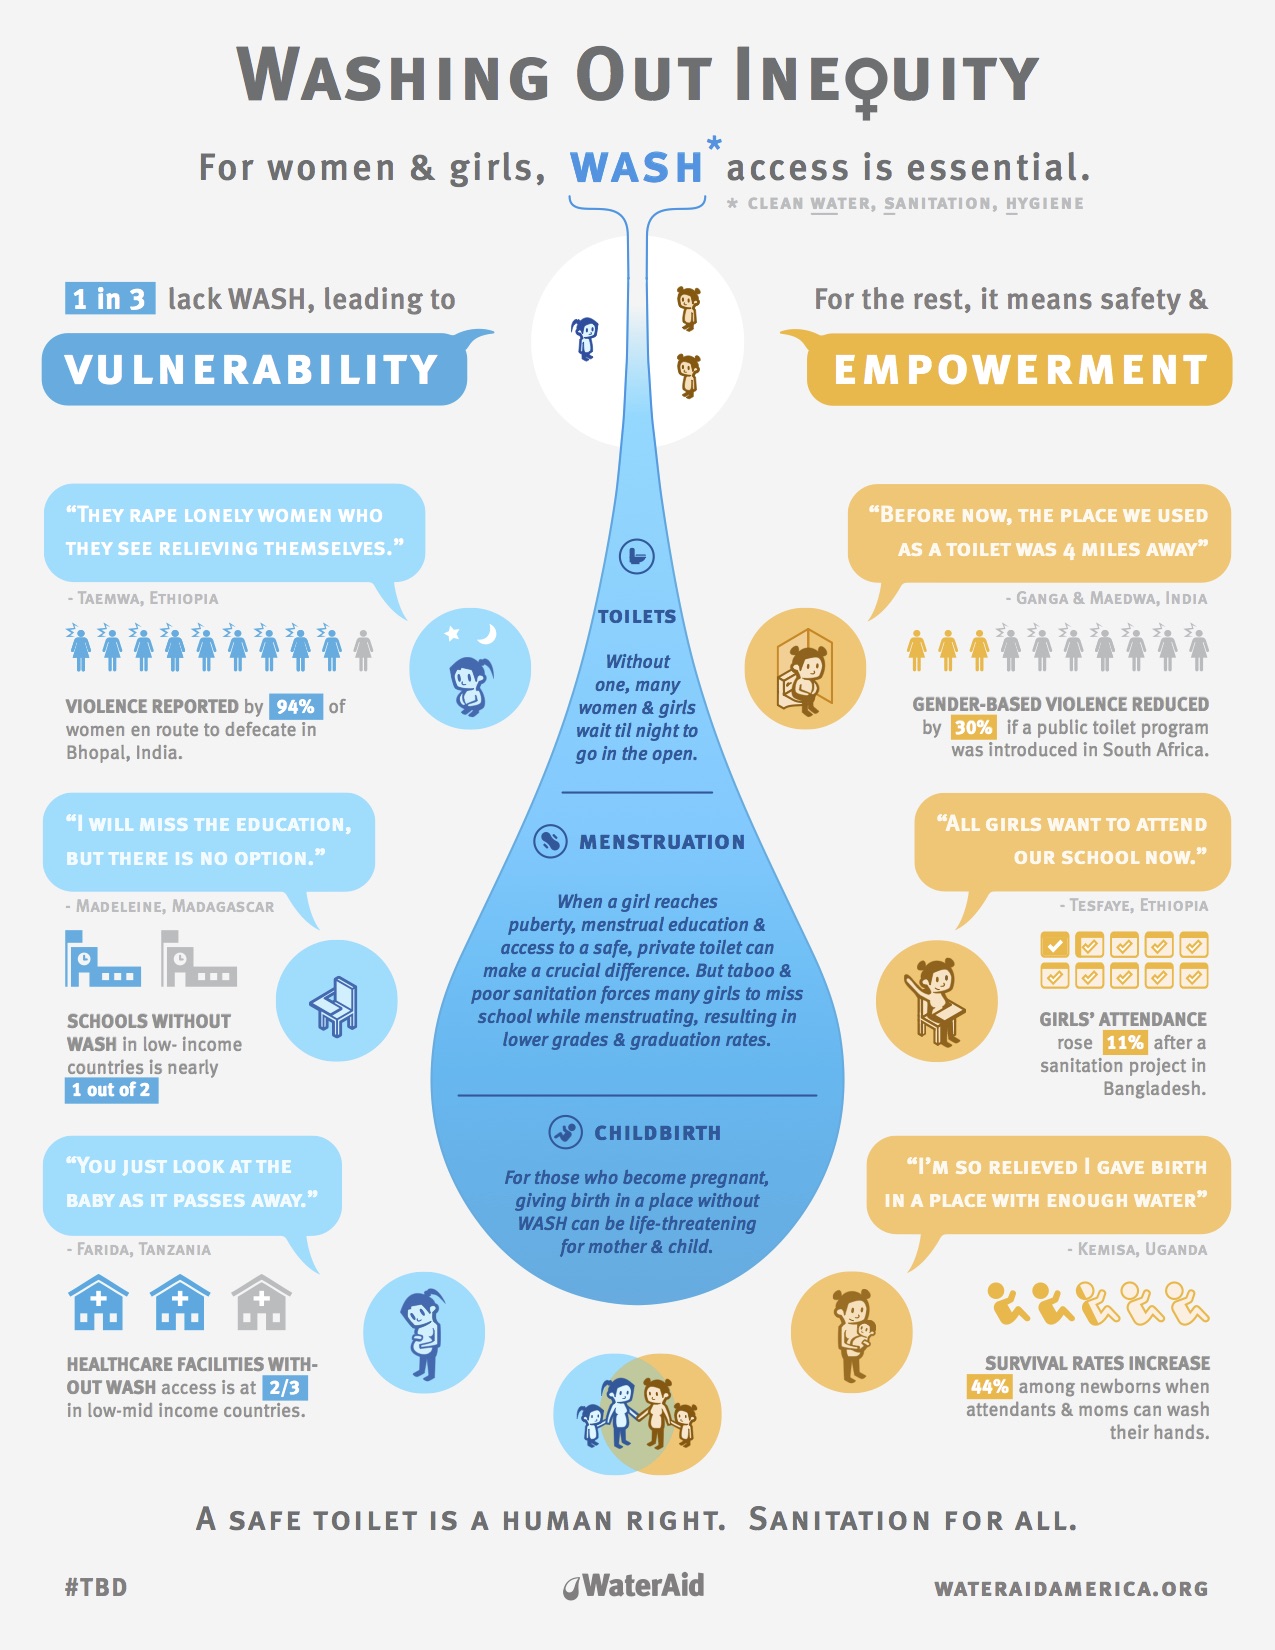 WASHING OUT INEQUITY
For women & girls, WASH* access is essential.
* CLEAN WATER, SANITATION, HYGIENE
1 in 3 lack WASH, leading to
VULNERABILITY
For the rest, it means safety &
EMPOWERMENT
“THEY RAPE LONELY WOMEN WHO
THEY SEE RELIEVING THEMSELVES.”
- TAEMWA, ETHIOPIA
VIOLENCE REPORTED by 94% of
women en route to defecate in
Bhopal, India.
TOILETS
Without
one, many
women & girls
wait til night to
go in the open.
“BEFORE NOW, THE PLACE WE USED
AS A TOILET WAS 4 MILES AWAY”
- GANGA & MAEDWA, INDIA
GENDER-BASED VIOLENCE REDUCED
by 30% if a public toilet program
was introduced in South Africa.
“I WILL MISS THE EDUCATION,
BUT THERE IS NO OPTION.”
- MADELEINE, MADAGASCAR
SCHOOLS WITHOUT
WASH in low- income
countries is nearly
1 out of 2
MENSTRUATION
When a girl reaches
puberty, menstrual education &
access to a safe, private toilet can
make a crucial difference. But taboo &
poor sanitation forces many girls to miss
school while menstruating, resulting in
lower grades & graduation rates.
“ALL GIRLS WANT TO ATTEND
OUR SCHOOL NOW.”
- TESFAYE, ETHIOPIA
GIRLS’ ATTENDANCE
rose 11% after a
sanitation project in
Bangladesh.
“YOU JUST LOOK AT THE
BABY AS IT PASSES AWAY.”
- FARIDA, TANZANIA
HEALTHCARE FACILITIES WITH-
OUT WASH access is at 2/3
in low-mid income countries.
CHILDBIRTH
For those who become pregnant,
giving birth in a place without
WASH can be life-threatening
for mother & child.
“I’M SO RELIEVED I GAVE BIRTH
IN A PLACE WITH ENOUGH WATER”
- KEMISA, UGANDA
SURVIVAL RATES INCREASE
44% among newborns when
attendants & moms can wash
their hands.
A SAFE TOILET IS A HUMAN RIGHT. SANITATION FOR ALL.
#TBD
WaterAid
WATERAIDAMERICA.ORG